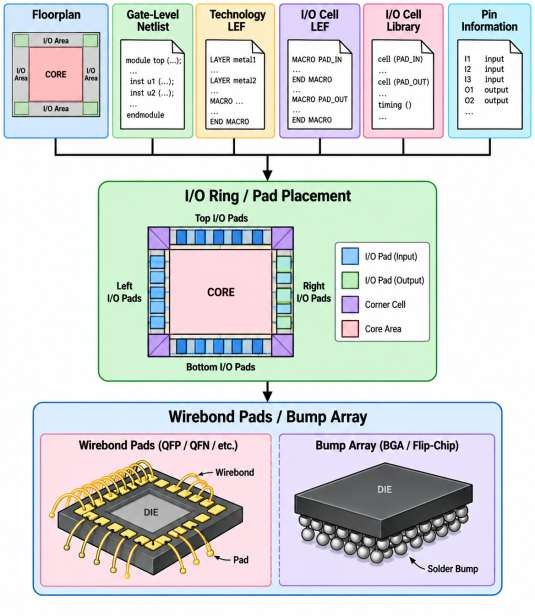 Floorplan
I/O Area
I/O
Area
CORE
I/O
Area
I/O Area
Gate-Level
Netlist
module top (...);
...
inst u1 (...);
inst u2 (...);
...
endmodule
Technology
LEF
LAYER metal1
...
LAYER metal2
...
MACRO ...
...
END MACRO
I/O Cell
LEF
MACRO PAD_IN
...
END MACRO
...
MACRO PAD_OUT
...
END MACRO
I/O Cell
Library
cell (PAD_IN)
...
cell (PAD_OUT)
...
timing ()
...
Pin
Information
I1 input
I2 input
I3 input
O1 output
O2 output
...
I/O Ring / Pad Placement
Top I/O Pads
Left
I/O Pads
CORE
Right
I/O Pads
Bottom I/O Pads
I/O Pad (Input)
I/O Pad (Output)
Corner Cell
Core Area
Wirebond Pads / Bump Array
Wirebond Pads (QFP / QFN / etc.)
Wirebond
DIE
Pad
Bump Array (BGA / Flip-Chip)
DIE
Solder Bump